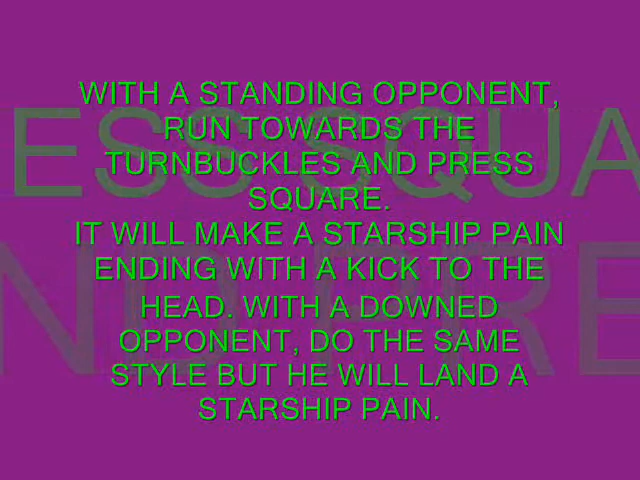 WITH A STANDING OPPONENT,
RUN TOWARDS THE
TURNBUCKLES AND PRESS
SQUARE.
IT WILL MAKE A STARSHIP PAIN
ENDING WITH A KICK TO THE
HEAD. WITH A DOWNED
OPPONENT, DO THE SAME
STYLE BUT HE WILL LAND A
STARSHIP PAIN.